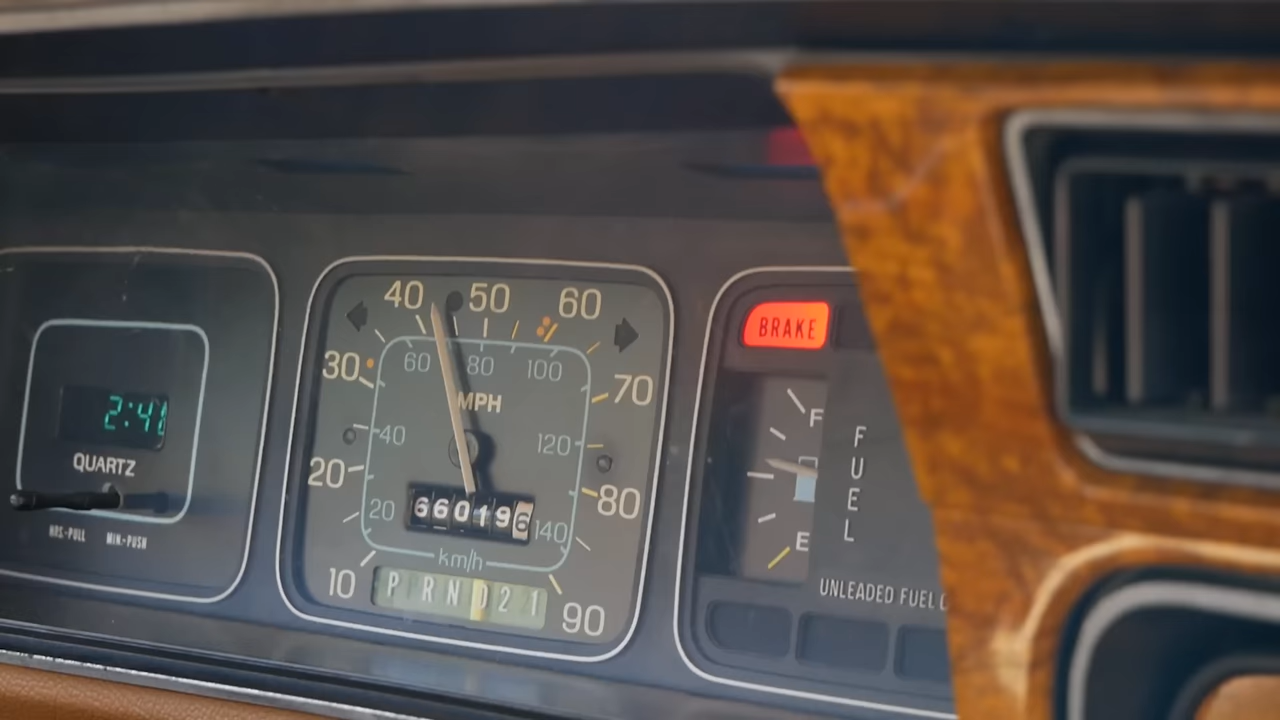 2:41
QUARTZ
HRS.-PULL MIN.-PUSH
40 50 60
30 70
20 80
10 90
60 80 100
40 120
20 140
MPH
660196
km/h
P R N D 2 1
BRAKE
F
E
FUEL
UNLEADED FUEL